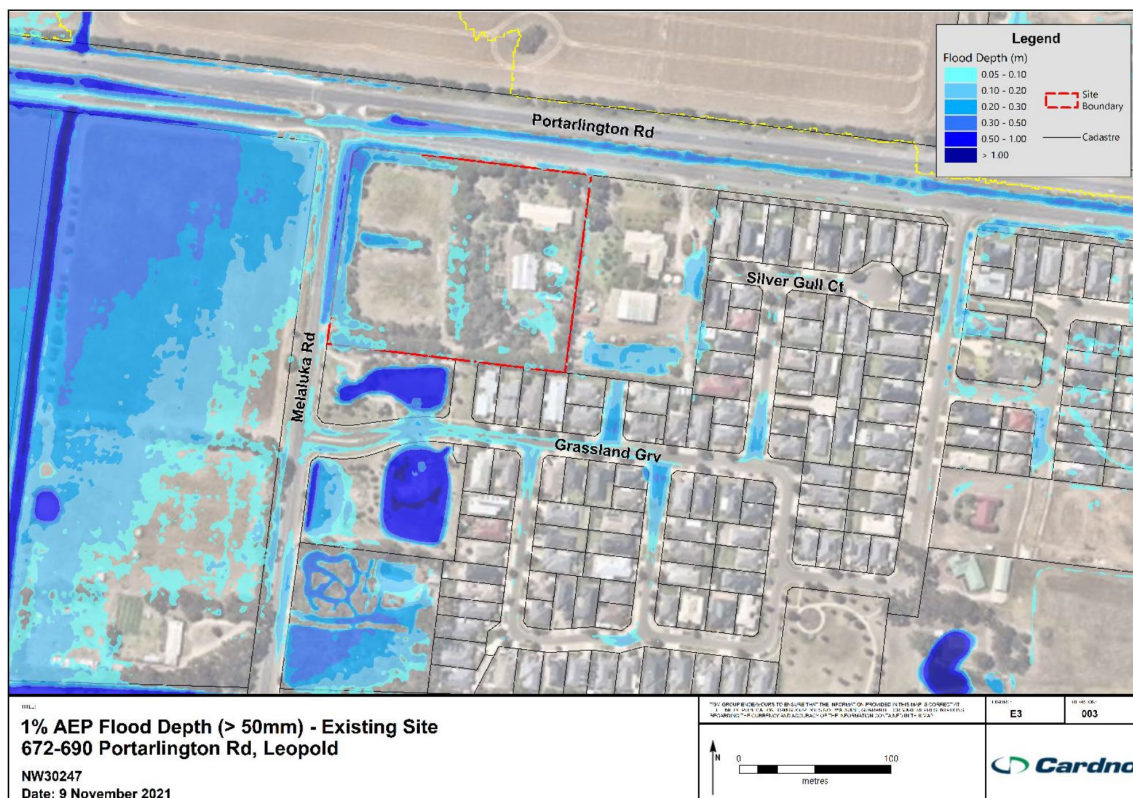 Legend
Flood Depth (m)
0.05 - 0.10
0.10 - 0.20
0.20 - 0.30
0.30 - 0.50
0.50 - 1.00
> 1.00
Site
Boundary
Cadastre
Portarlington Rd
Silver Gull Ct
Melaluka Rd
Grassland Grv
1% AEP Flood Depth (> 50mm) - Existing Site
672-690 Portarlington Rd, Leopold
NW30247
Date: 9 November 2021
N
0 100
metres
E3
003
Cardno